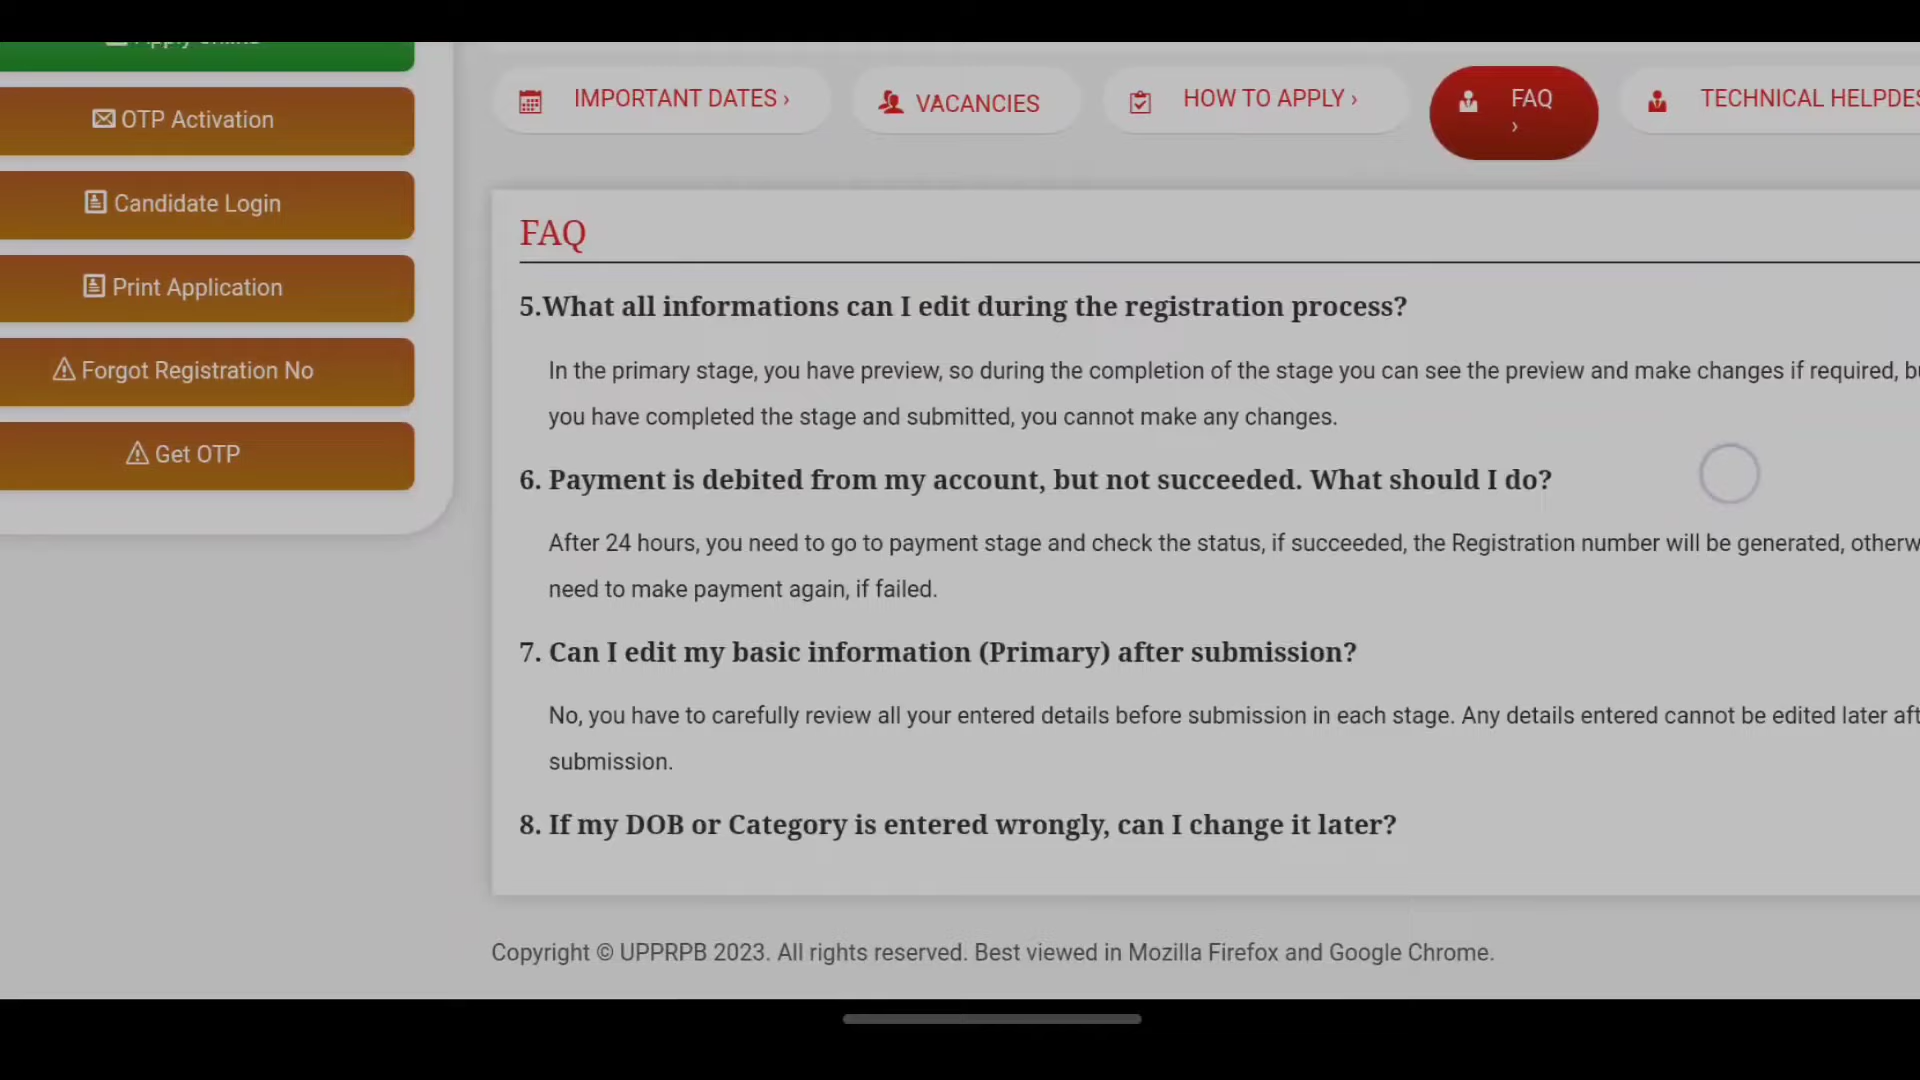 Apply Online
OTP Activation
Candidate Login
Print Application
Forgot Registration No
Get OTP
IMPORTANT DATES ›
VACANCIES
HOW TO APPLY ›
FAQ
›
TECHNICAL
FAQ
5.What all informations can I edit during the registration process?
In the primary stage, you have preview, so during the completion of the stage you can see the preview and make changes if required,
you have completed the stage and submitted, you cannot make any changes.
6. Payment is debited from my account, but not succeeded. What should I do?
After 24 hours, you need to go to payment stage and check the status, if succeeded, the Registration number will be generated,
need to make payment again, if failed.
7. Can I edit my basic information (Primary) after submission?
No, you have to carefully review all your entered details before submission in each stage. Any details entered cannot be edited later
submission.
8. If my DOB or Category is entered wrongly, can I change it later?
Copyright © UPPRPB 2023. All rights reserved. Best viewed in Mozilla Firefox and Google Chrome.